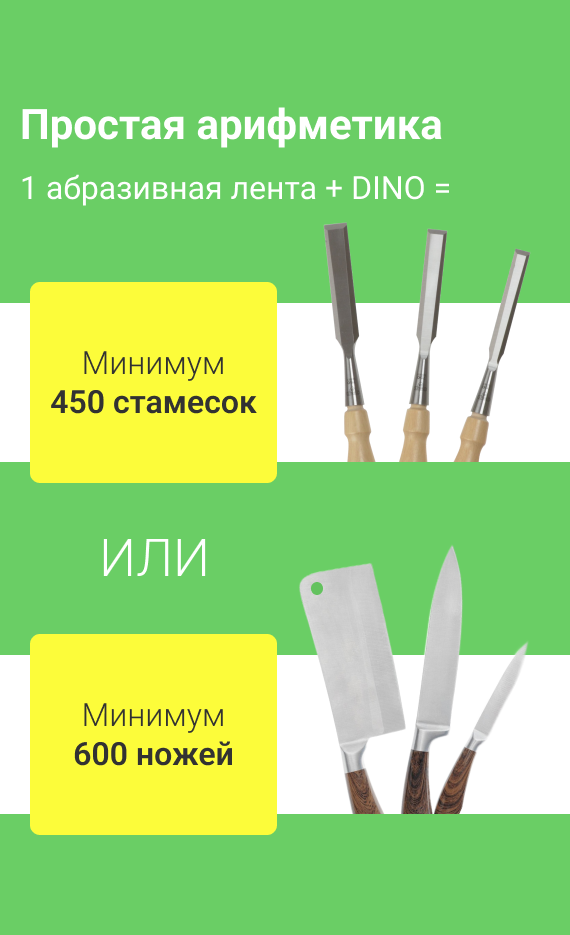 Простая арифметика
1 абразивная лента + DINO =
Минимум
450 стамесок
ИЛИ
Минимум
600 ножей